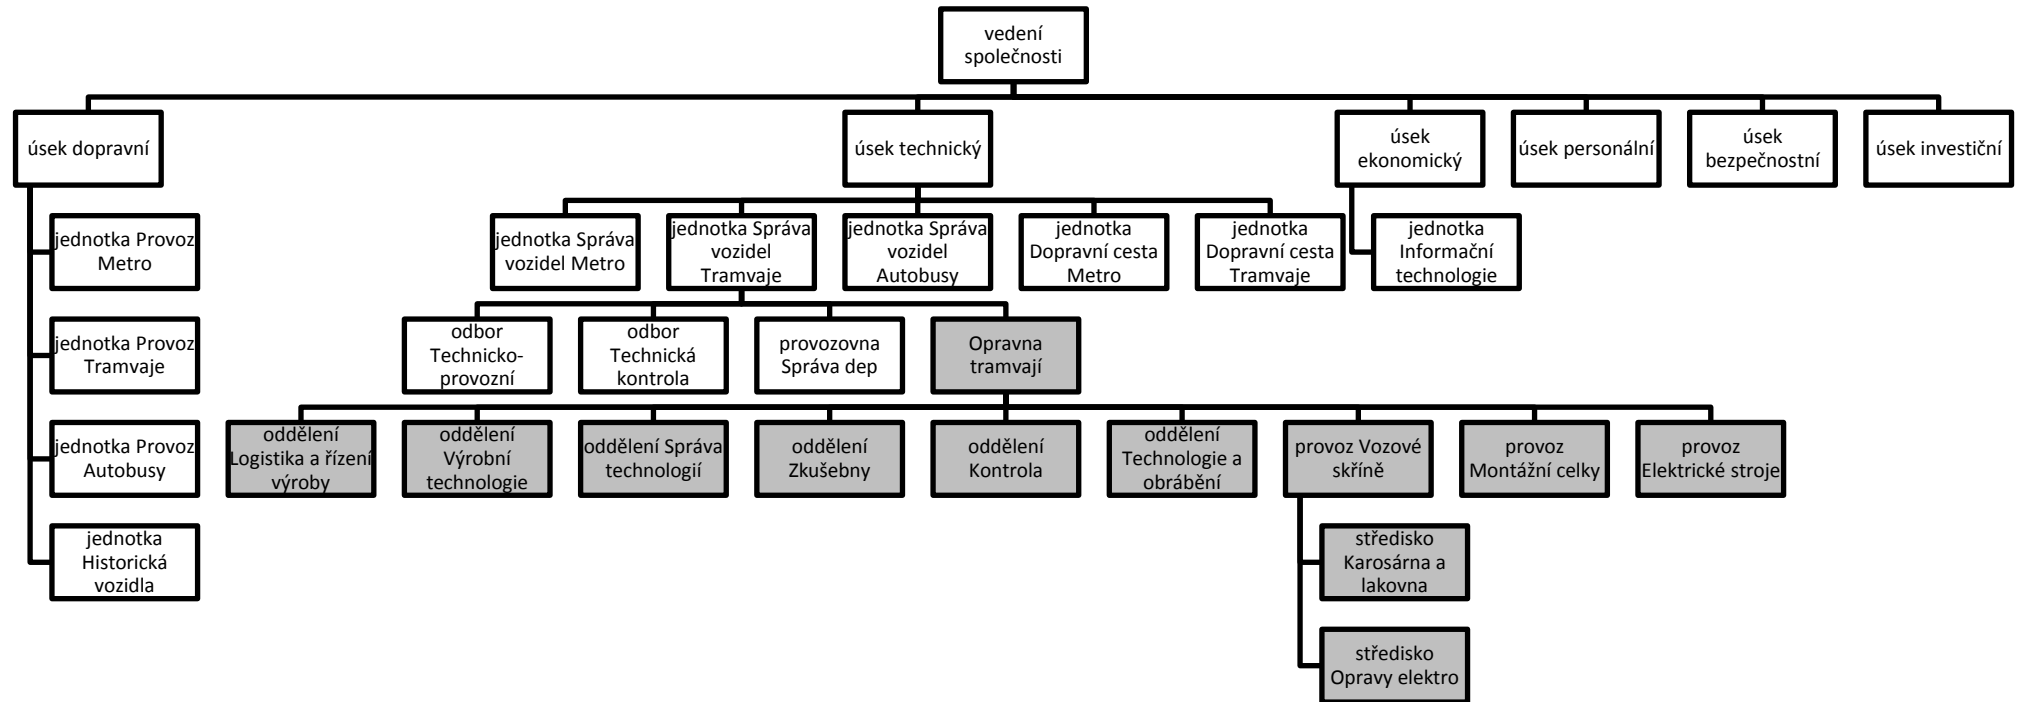 vedení
společnosti
úsek dopravní
úsek technický
úsek
ekonomický
úsek personální
úsek
bezpečnostní
úsek investiční
jednotka Provoz
Metro
jednotka Provoz
Tramvaje
jednotka Provoz
Autobusy
jednotka
Historická
vozidla
jednotka Správa
vozidel Metro
jednotka Správa
vozidel
Tramvaje
jednotka Správa
vozidel
Autobusy
jednotka
Dopravní cesta
Metro
jednotka
Dopravní cesta
Tramvaje
jednotka
Informační
technologie
odbor
Technicko-
provozní
odbor
Technická
kontrola
provozovna
Správa dep
Opravna
tramvají
oddělení
Logistika a řízení
výroby
oddělení
Výrobní
technologie
oddělení Správa
technologií
oddělení
Zkušebny
oddělení
Kontrola
oddělení
Technologie a
obrábění
provoz Vozové
skříně
provoz
Montážní celky
provoz
Elektrické stroje
středisko
Karosárna a
lakovna
středisko
Opravy elektro